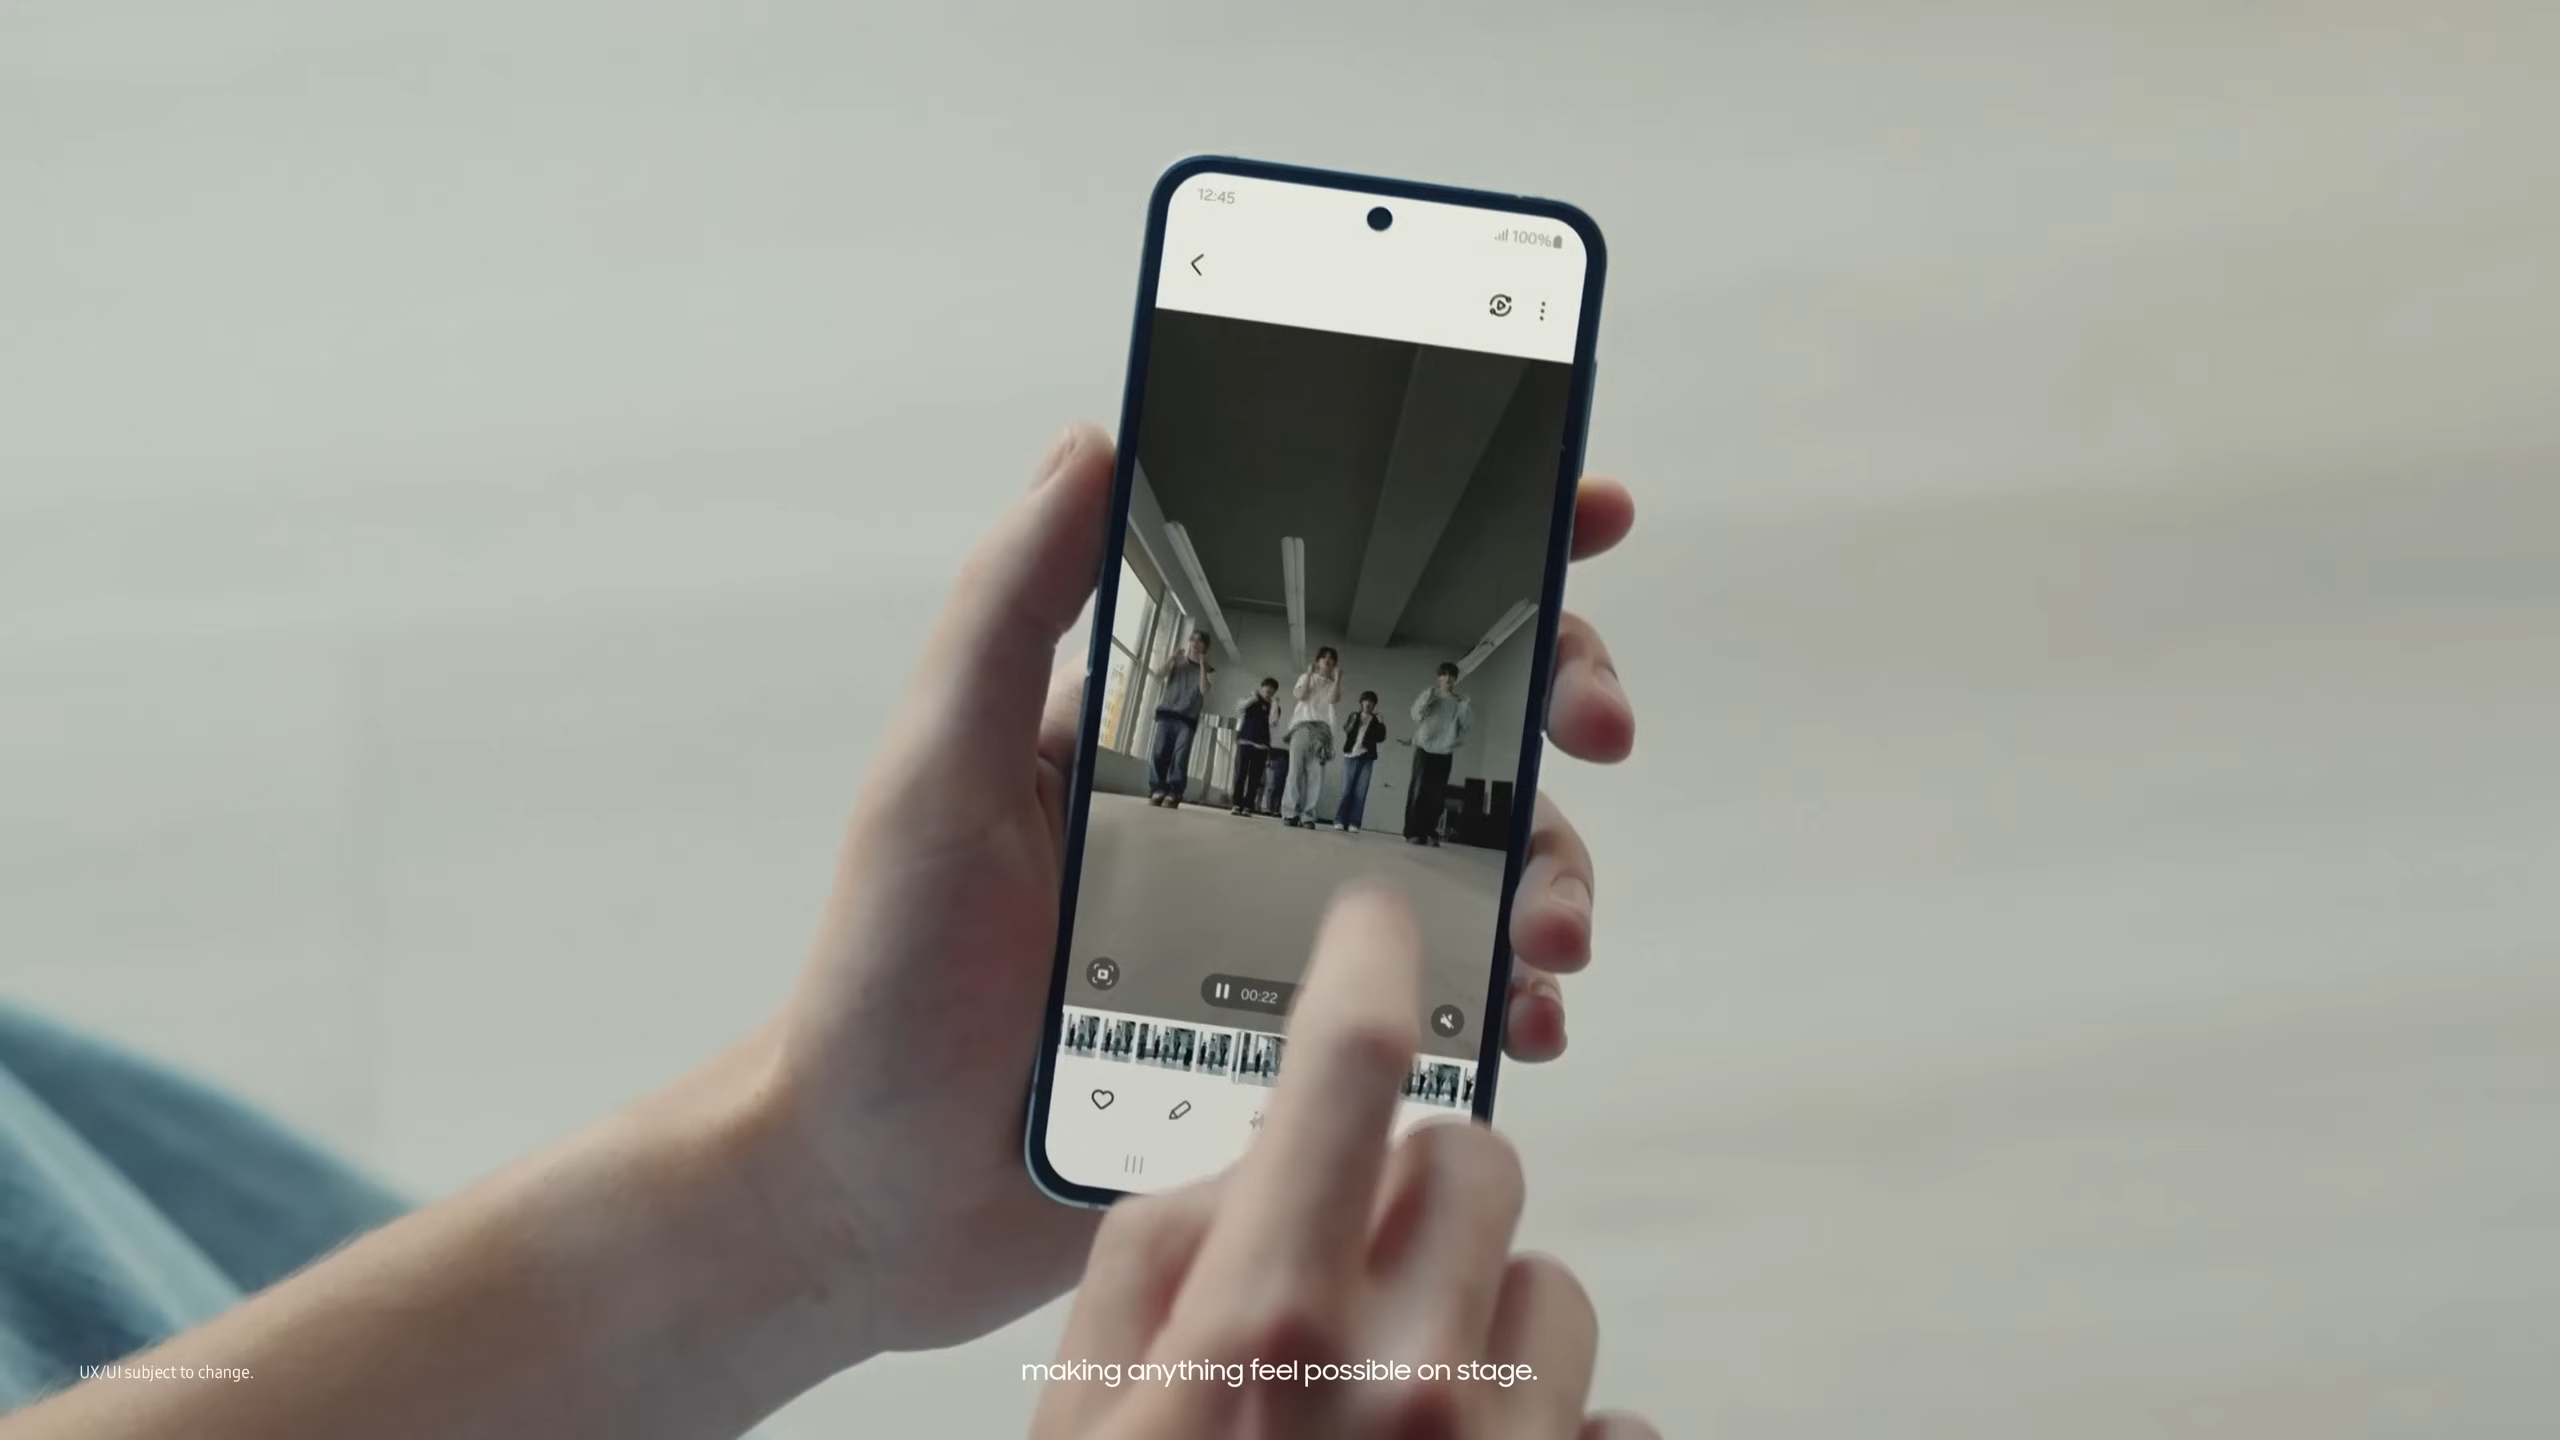 12:45
100%
00:22
UX/UI subject to change.
making anything feel possible on stage.